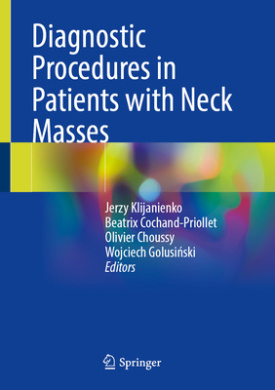 Diagnostic
Procedures in
Patients with Neck
Masses
Jerzy Klijanienko
Beatrix Cochand-Priollet
Olivier Choussy
Wojciech Golusiński
Editors
Springer